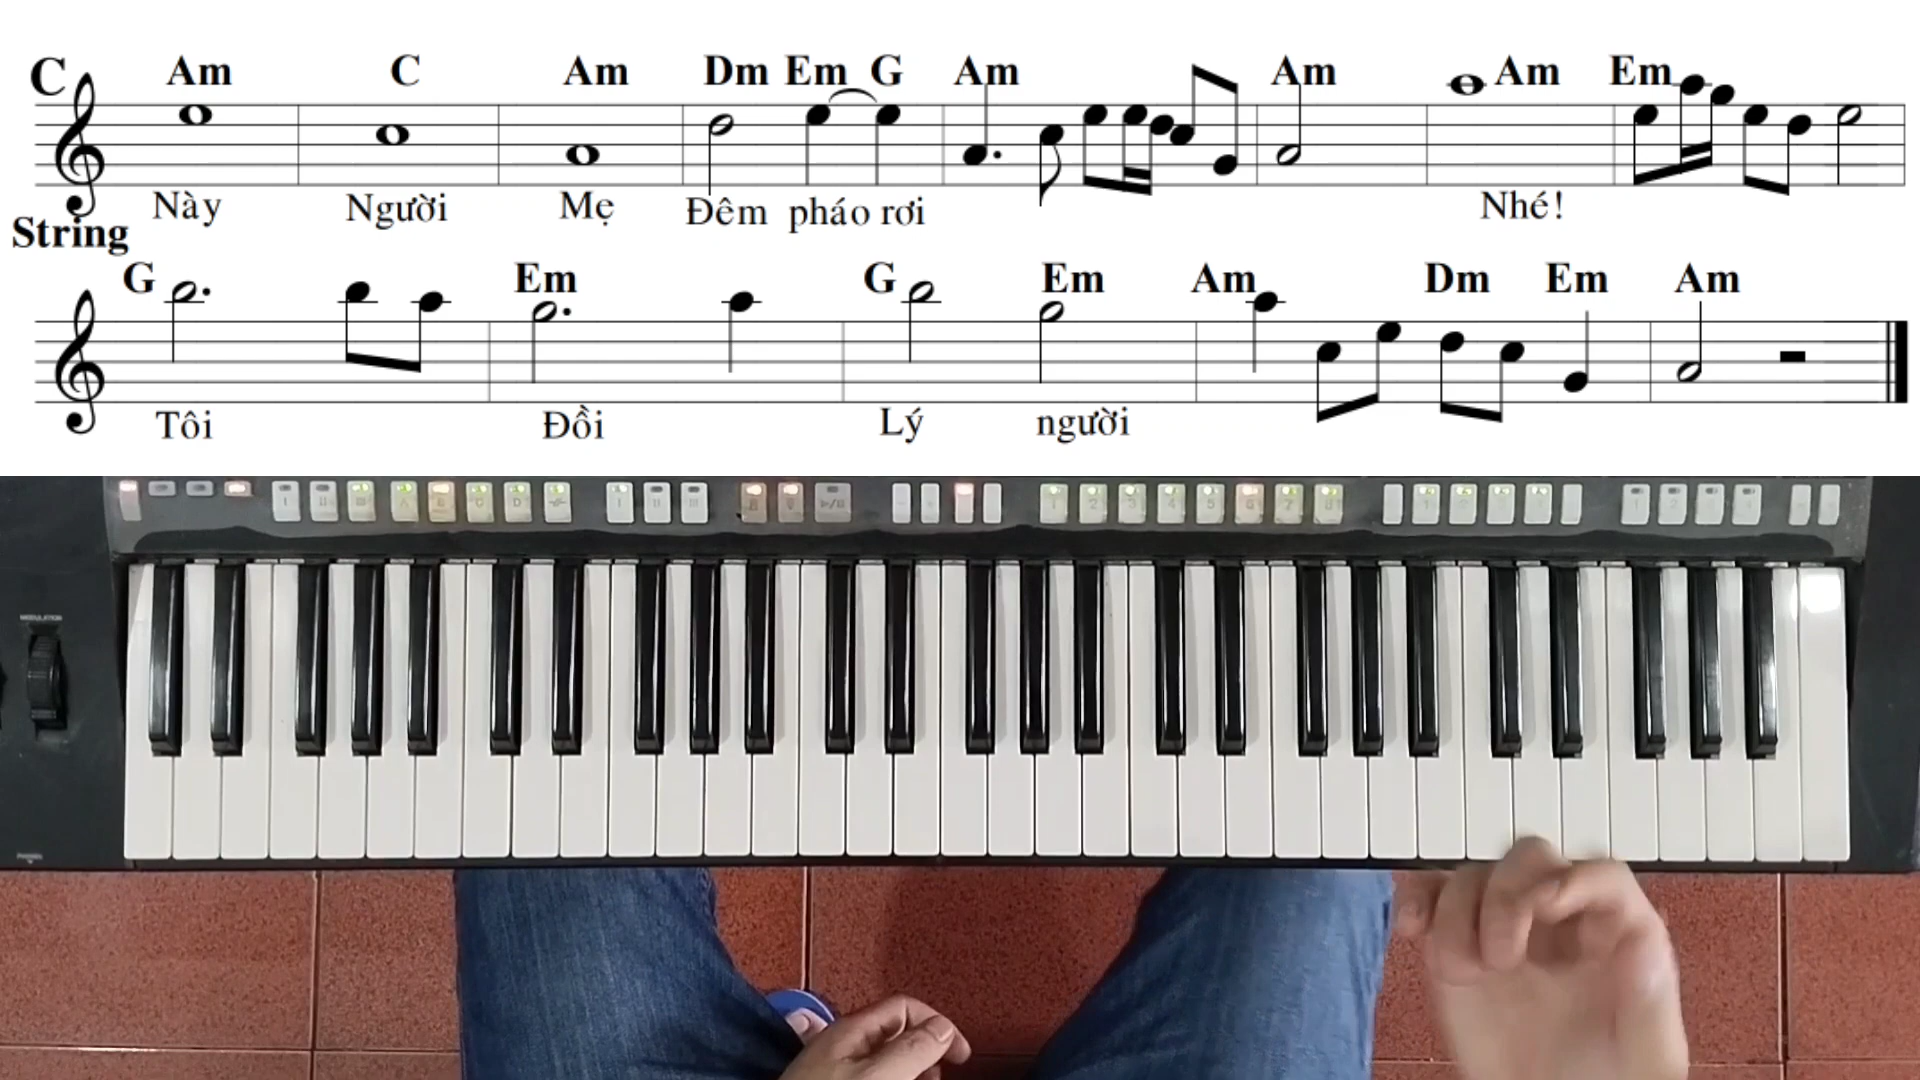 C Am C Am Dm Em G Am Am Am Em
Này Người Mẹ Đêm pháo rơi Nhé!
String
G Em G Em Am Dm Em Am
Tôi Đồi Lý người
MODULATION